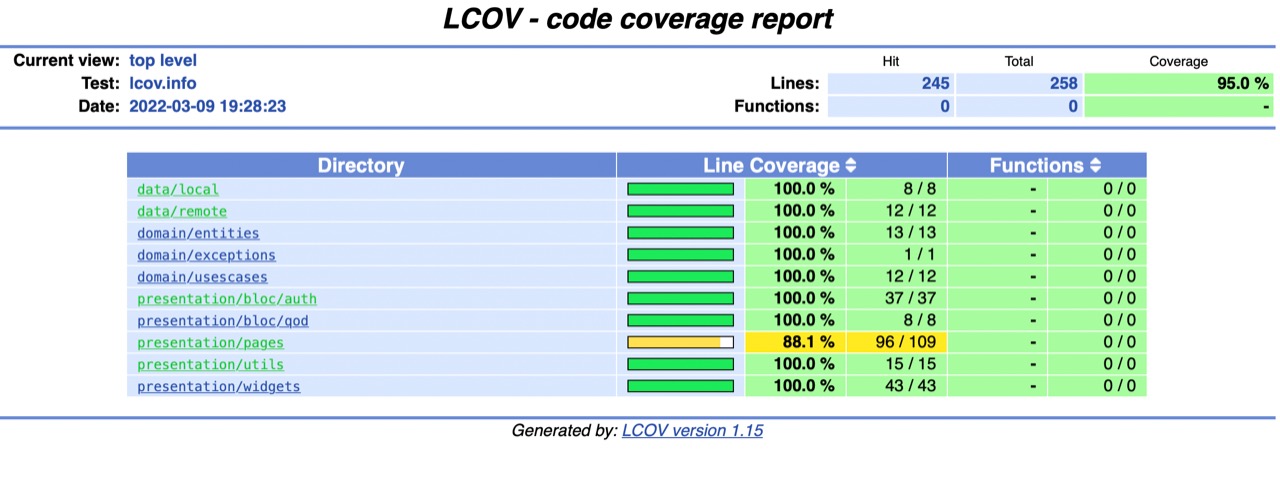 LCOV - code coverage report
Current view: top level Hit Total Coverage
Test: lcov.info Lines: 245 258 95.0 %
Date: 2022-03-09 19:28:23 Functions: 0 0 -
Directory Line Coverage Functions
data/local 100.0 % 8 / 8 - 0 / 0
data/remote 100.0 % 12 / 12 - 0 / 0
domain/entities 100.0 % 13 / 13 - 0 / 0
domain/exceptions 100.0 % 1 / 1 - 0 / 0
domain/usescases 100.0 % 12 / 12 - 0 / 0
presentation/bloc/auth 100.0 % 37 / 37 - 0 / 0
presentation/bloc/qod 100.0 % 8 / 8 - 0 / 0
presentation/pages 88.1 % 96 / 109 - 0 / 0
presentation/utils 100.0 % 15 / 15 - 0 / 0
presentation/widgets 100.0 % 43 / 43 - 0 / 0
Generated by: LCOV version 1.15